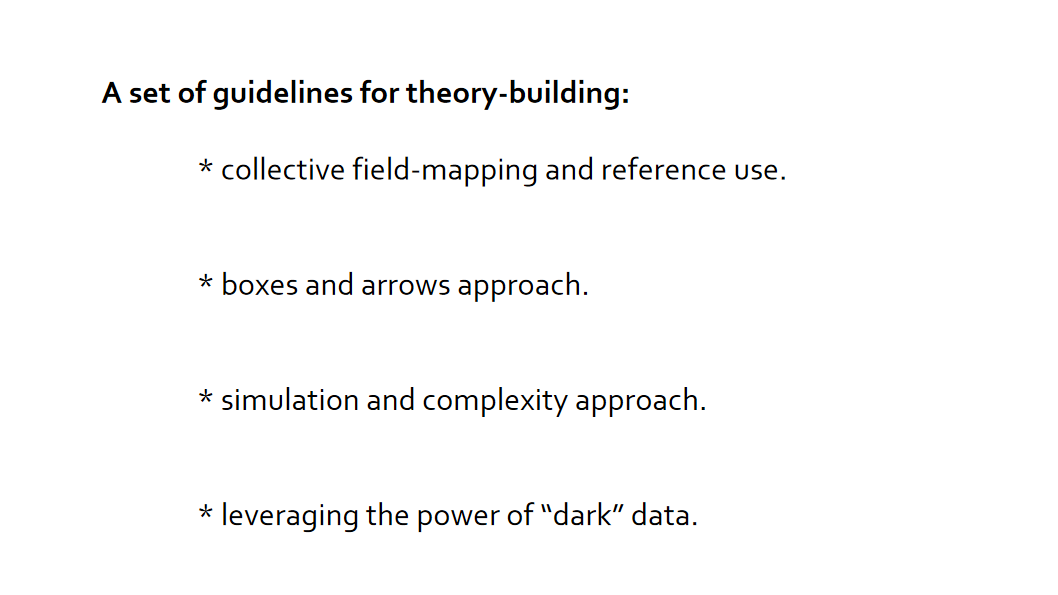 A set of guidelines for theory-building:
* collective field-mapping and reference use.
* boxes and arrows approach.
* simulation and complexity approach.
* leveraging the power of “dark” data.